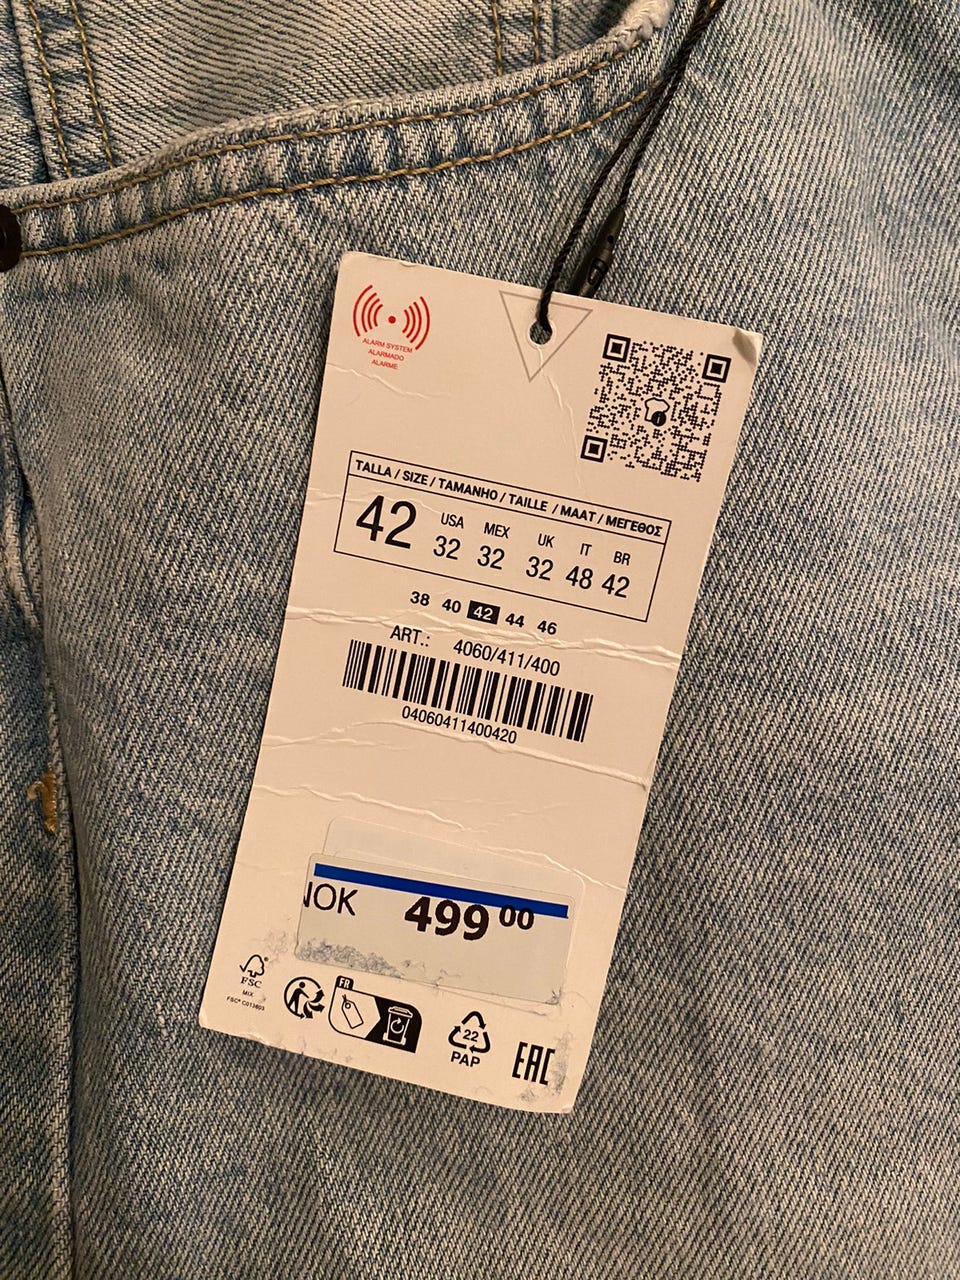 ALARM SYSTEM
ALARMADO
ALARME
TALLA / SIZE / TAMANHO / TAILLE / MAAT / ΜΕΓΕΘΟΣ
42 USA 32 MEX 32 UK 32 IT 48 BR 42
38 40 42 44 46
ART.: 4060/411/400
04060411400420
NOK 499 00
FSC
MIX
FSC® C013603
FR
22
PAP
EAC